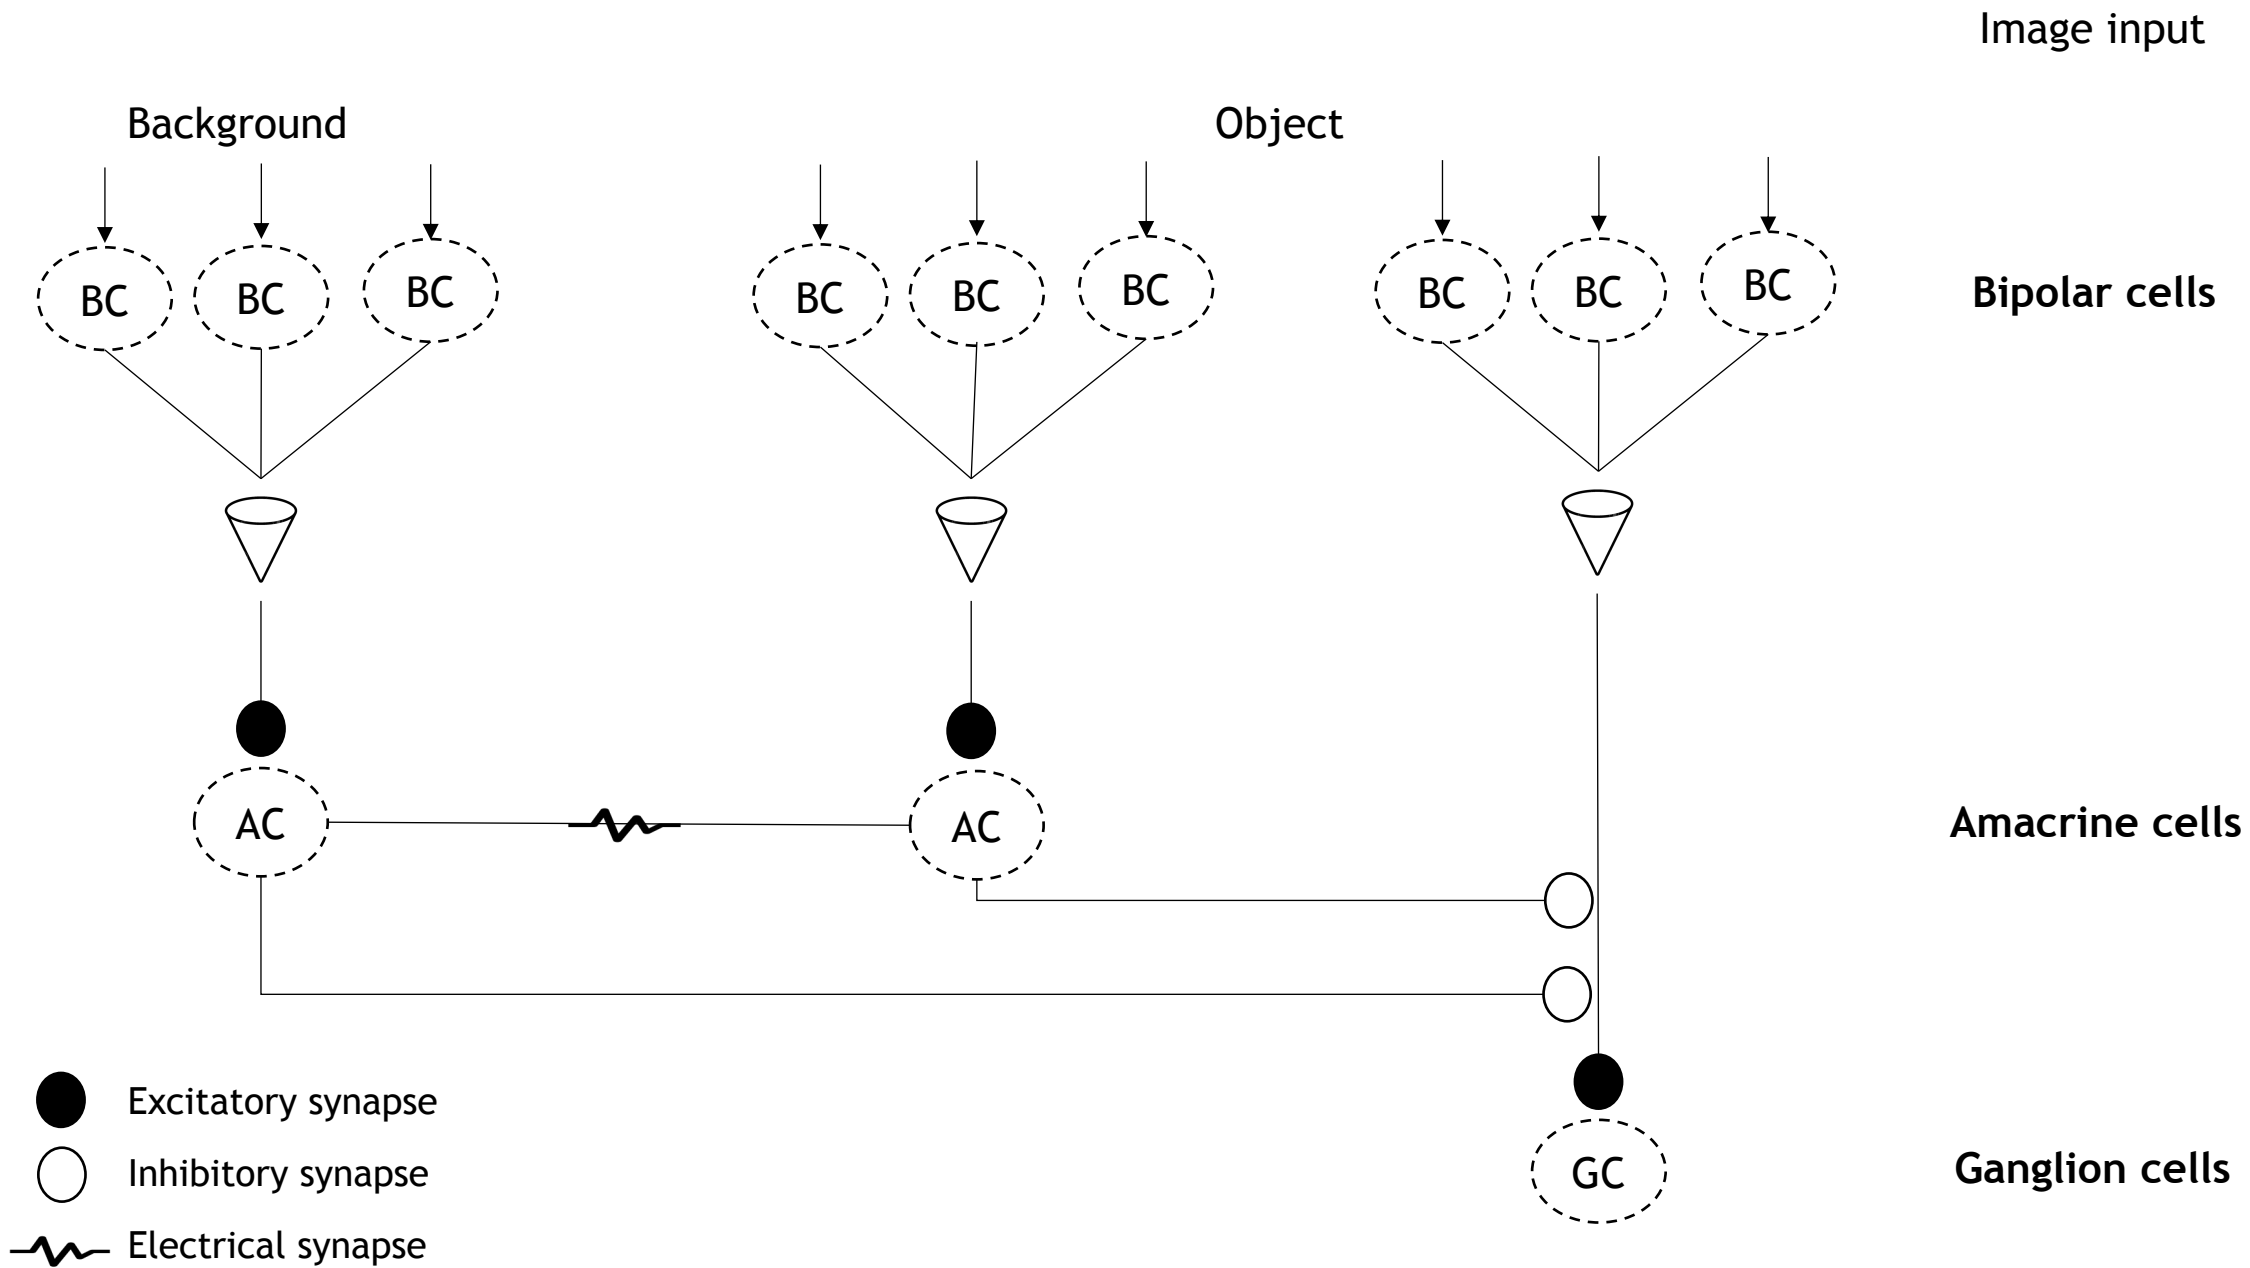 Image input
Background
Object
BC
BC
BC
BC
BC
BC
BC
BC
BC
Bipolar cells
AC
AC
Amacrine cells
Excitatory synapse
Inhibitory synapse
GC
Ganglion cells
Electrical synapse